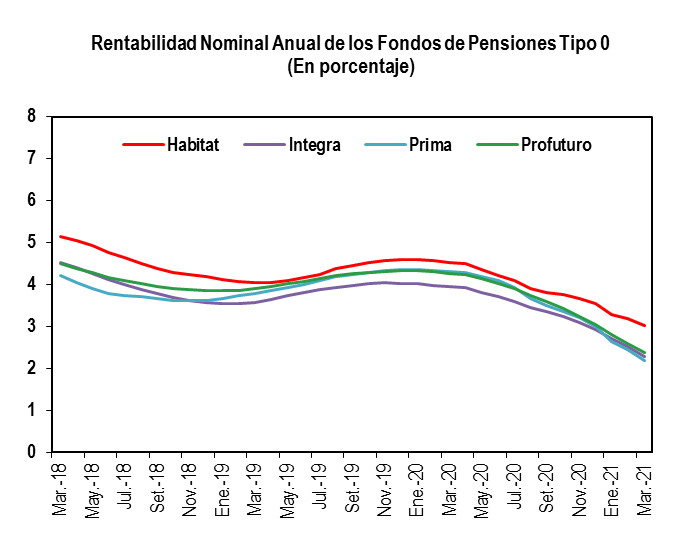 Rentabilidad Nominal Anual de los Fondos de Pensiones Tipo 0
(En porcentaje)
8
7
6
5
4
3
2
1
0
Habitat
Integra
Prima
Profuturo
Mar.-18
May.-18
Jul.-18
Set.-18
Nov.-18
Ene.-19
Mar.-19
May.-19
Jul.-19
Set.-19
Nov.-19
Ene.-20
Mar.-20
May.-20
Jul.-20
Set.-20
Nov.-20
Ene.-21
Mar.-21